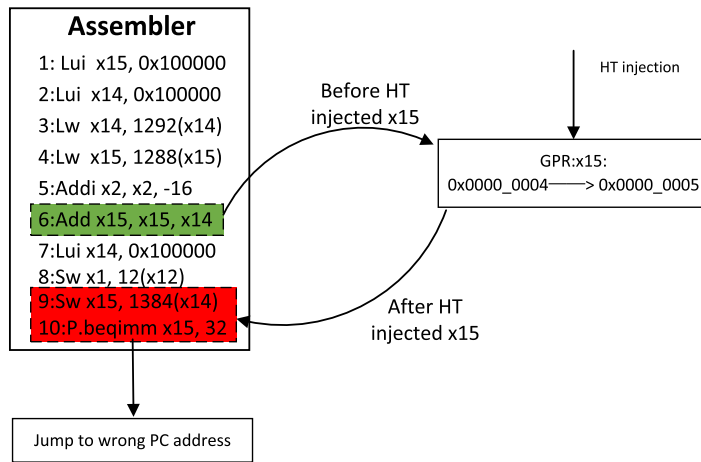 Assembler
1: Lui x15, 0x100000
2:Lui x14, 0x100000
3:Lw x14, 1292(x14)
4:Lw x15, 1288(x15)
5:Addi x2, x2, -16
6:Add x15, x15, x14
7:Lui x14, 0x100000
8:Sw x1, 12(x12)
9:Sw x15, 1384(x14)
10:P.beqimm x15, 32
Jump to wrong PC address
Before HT
injected x15
After HT
injected x15
HT injection
GPR:x15:
0x0000_0004——> 0x0000_0005